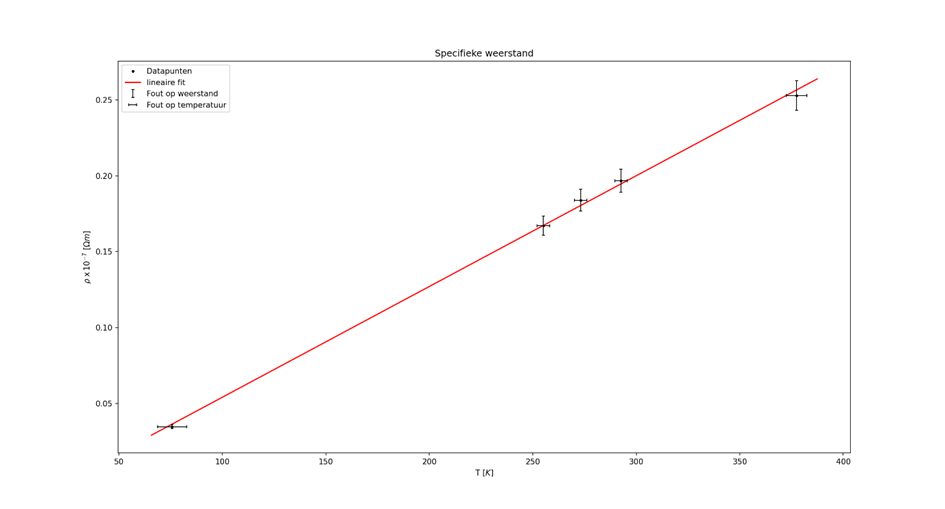 Specifieke weerstand
Datapunten
lineaire fit
Fout op weerstand
Fout op temperatuur
0.25
0.20
0.15
0.10
0.05
ρ x 10⁻⁷ [Ωm]
50 100 150 200 250 300 350 400
T [K]